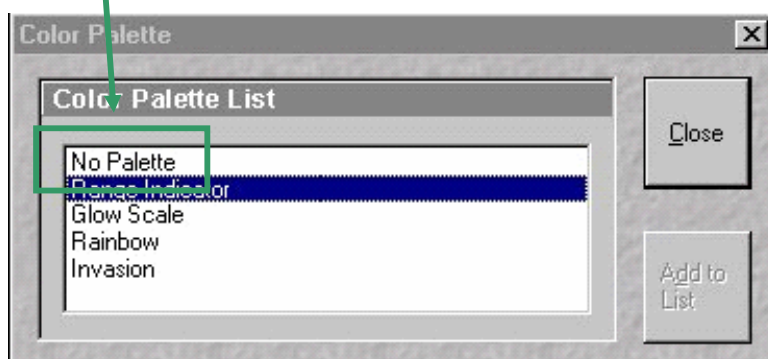 Color Palette
Color Palette List
No Palette
Range Indicator
Glow Scale
Rainbow
Invasion
Close
Add to
List